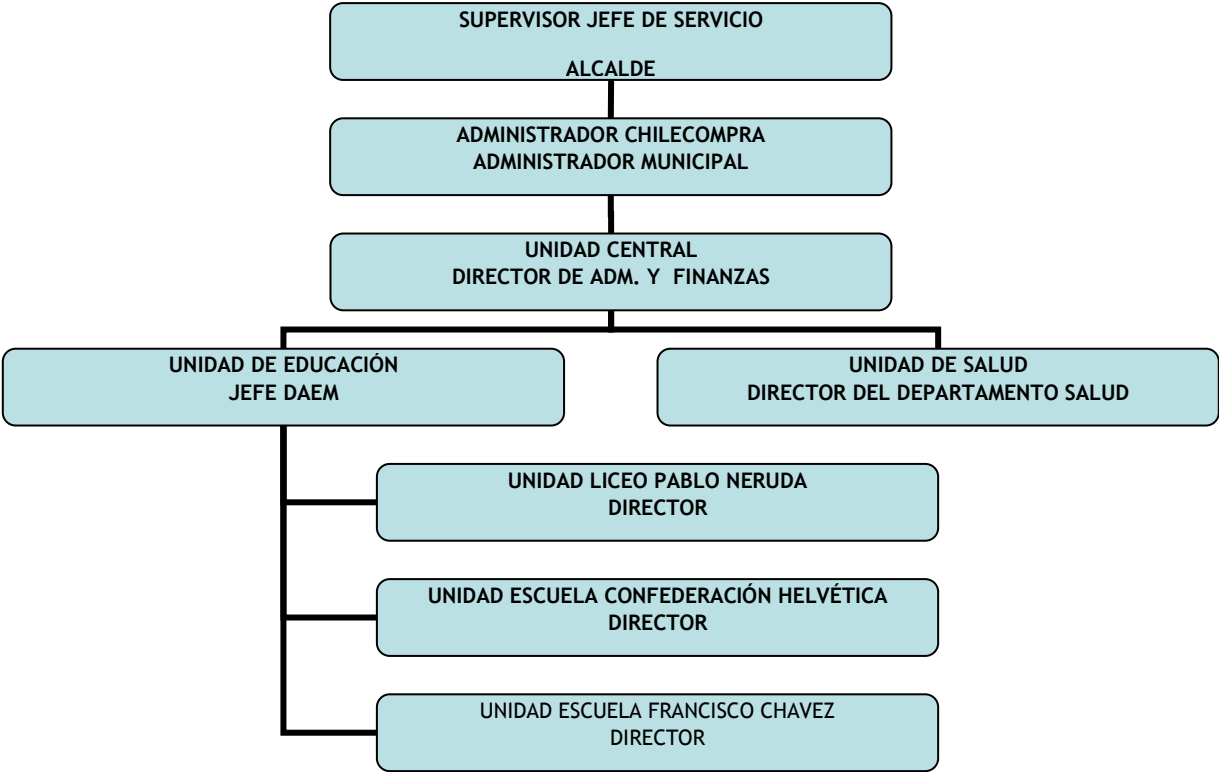 SUPERVISOR JEFE DE SERVICIO
ALCALDE
ADMINISTRADOR CHILECOMPRA
ADMINISTRADOR MUNICIPAL
UNIDAD CENTRAL
DIRECTOR DE ADM. Y FINANZAS
UNIDAD DE EDUCACIÓN
JEFE DAEM
UNIDAD DE SALUD
DIRECTOR DEL DEPARTAMENTO SALUD
UNIDAD LICEO PABLO NERUDA
DIRECTOR
UNIDAD ESCUELA CONFEDERACIÓN HELVÉTICA
DIRECTOR
UNIDAD ESCUELA FRANCISCO CHAVEZ
DIRECTOR